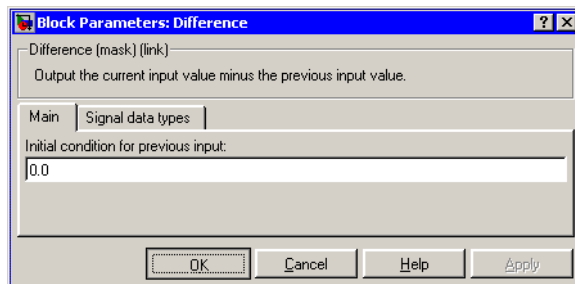 Block Parameters: Difference
Difference (mask) (link)
Output the current input value minus the previous input value.
Main Signal data types
Initial condition for previous input:
0.0
OK Cancel Help Apply